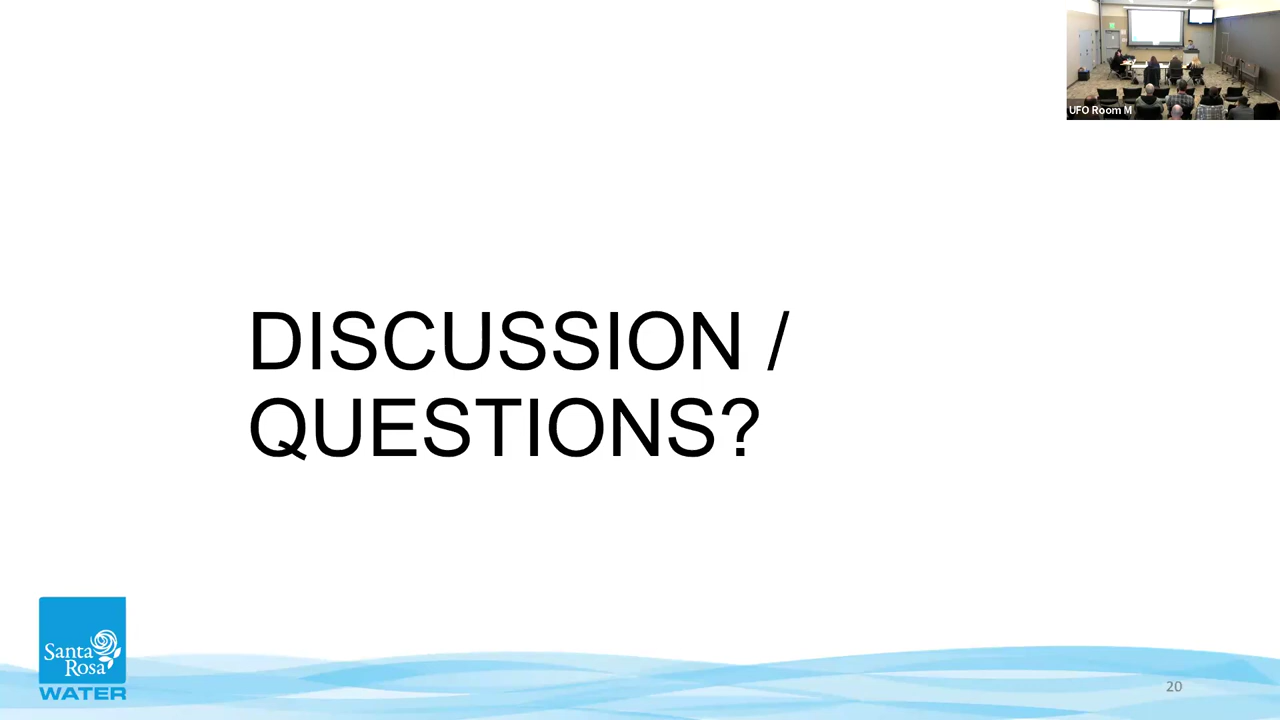 UFO Room M
DISCUSSION /
QUESTIONS?
Santa
Rosa
WATER
20